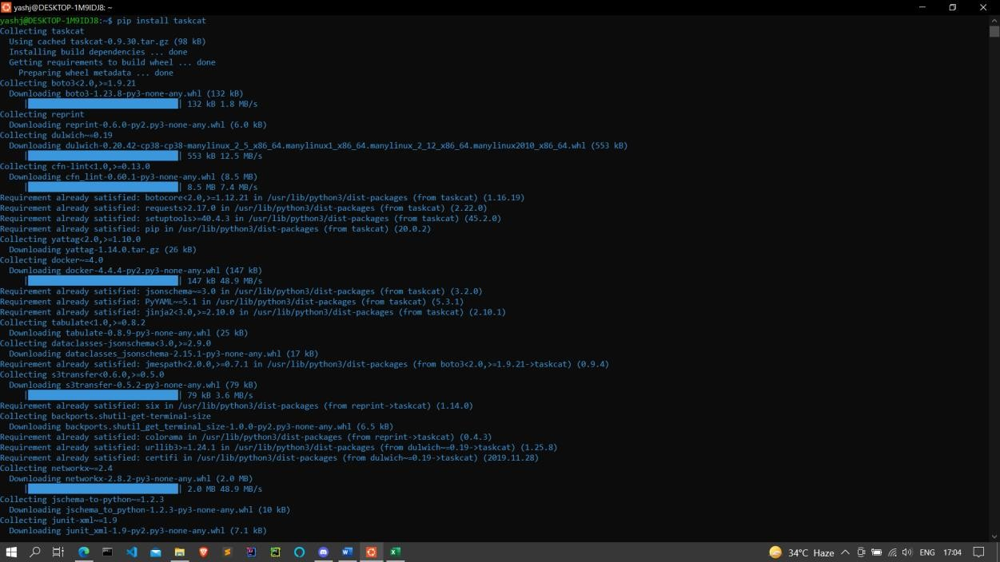 yashj@DESKTOP-1M9IDJ8: ~
yashj@DESKTOP-1M9IDJ8:~$ pip install taskcat
Collecting taskcat
Using cached taskcat-0.9.30.tar.gz (98 kB)
Installing build dependencies ... done
Getting requirements to build wheel ... done
Preparing wheel metadata ... done
Collecting boto3<2.0,>=1.9.21
Downloading boto3-1.23.8-py3-none-any.whl (132 kB)
| | 132 kB 1.8 MB/s
Collecting reprint
Downloading reprint-0.6.0-py2.py3-none-any.whl (6.0 kB)
Collecting dulwich~=0.19
Downloading dulwich-0.20.42-cp38-cp38-manylinux_2_5_x86_64.manylinux1_x86_64.manylinux_2_12_x86_64.manylinux2010_x86_64.whl (553 kB)
| | 553 kB 12.5 MB/s
Collecting cfn-lint<1.0,>=0.13.0
Downloading cfn_lint-0.60.1-py3-none-any.whl (8.5 MB)
| | 8.5 MB 7.4 MB/s
Requirement already satisfied: botocore<2.0,>=1.12.21 in /usr/lib/python3/dist-packages (from taskcat) (1.16.19)
Requirement already satisfied: requests>2.17.0 in /usr/lib/python3/dist-packages (from taskcat) (2.22.0)
Requirement already satisfied: setuptools>=40.4.3 in /usr/lib/python3/dist-packages (from taskcat) (45.2.0)
Requirement already satisfied: pip in /usr/lib/python3/dist-packages (from taskcat) (20.0.2)
Collecting yattag<2.0,>=1.10.0
Downloading yattag-1.14.0.tar.gz (26 kB)
Collecting docker~=4.0
Downloading docker-4.4.4-py2.py3-none-any.whl (147 kB)
| | 147 kB 48.9 MB/s
Requirement already satisfied: jsonschema~=3.0 in /usr/lib/python3/dist-packages (from taskcat) (3.2.0)
Requirement already satisfied: PyYAML~=5.1 in /usr/lib/python3/dist-packages (from taskcat) (5.3.1)
Requirement already satisfied: jinja2<3.0,>=2.10.0 in /usr/lib/python3/dist-packages (from taskcat) (2.10.1)
Collecting tabulate<1.0,>=0.8.2
Downloading tabulate-0.8.9-py3-none-any.whl (25 kB)
Collecting dataclasses-jsonschema<3.0,>=2.9.0
Downloading dataclasses_jsonschema-2.15.1-py3-none-any.whl (17 kB)
Requirement already satisfied: jmespath<2.0.0,>=0.7.1 in /usr/lib/python3/dist-packages (from boto3<2.0,>=1.9.21->taskcat) (0.9.4)
Collecting s3transfer<0.6.0,>=0.5.0
Downloading s3transfer-0.5.2-py3-none-any.whl (79 kB)
| | 79 kB 3.6 MB/s
Requirement already satisfied: six in /usr/lib/python3/dist-packages (from reprint->taskcat) (1.14.0)
Collecting backports.shutil-get-terminal-size
Downloading backports.shutil_get_terminal_size-1.0.0-py2.py3-none-any.whl (6.5 kB)
Requirement already satisfied: colorama in /usr/lib/python3/dist-packages (from reprint->taskcat) (0.4.3)
Requirement already satisfied: urllib3>=1.24.1 in /usr/lib/python3/dist-packages (from dulwich~=0.19->taskcat) (1.25.8)
Requirement already satisfied: certifi in /usr/lib/python3/dist-packages (from dulwich~=0.19->taskcat) (2019.11.28)
Collecting networkx~=2.4
Downloading networkx-2.8.2-py3-none-any.whl (2.0 MB)
| | 2.0 MB 48.9 MB/s
Collecting jschema-to-python~=1.2.3
Downloading jschema_to_python-1.2.3-py3-none-any.whl (10 kB)
Collecting junit-xml~=1.9
Downloading junit_xml-1.9-py2.py3-none-any.whl (7.1 kB)
34°C Haze ENG 17:04